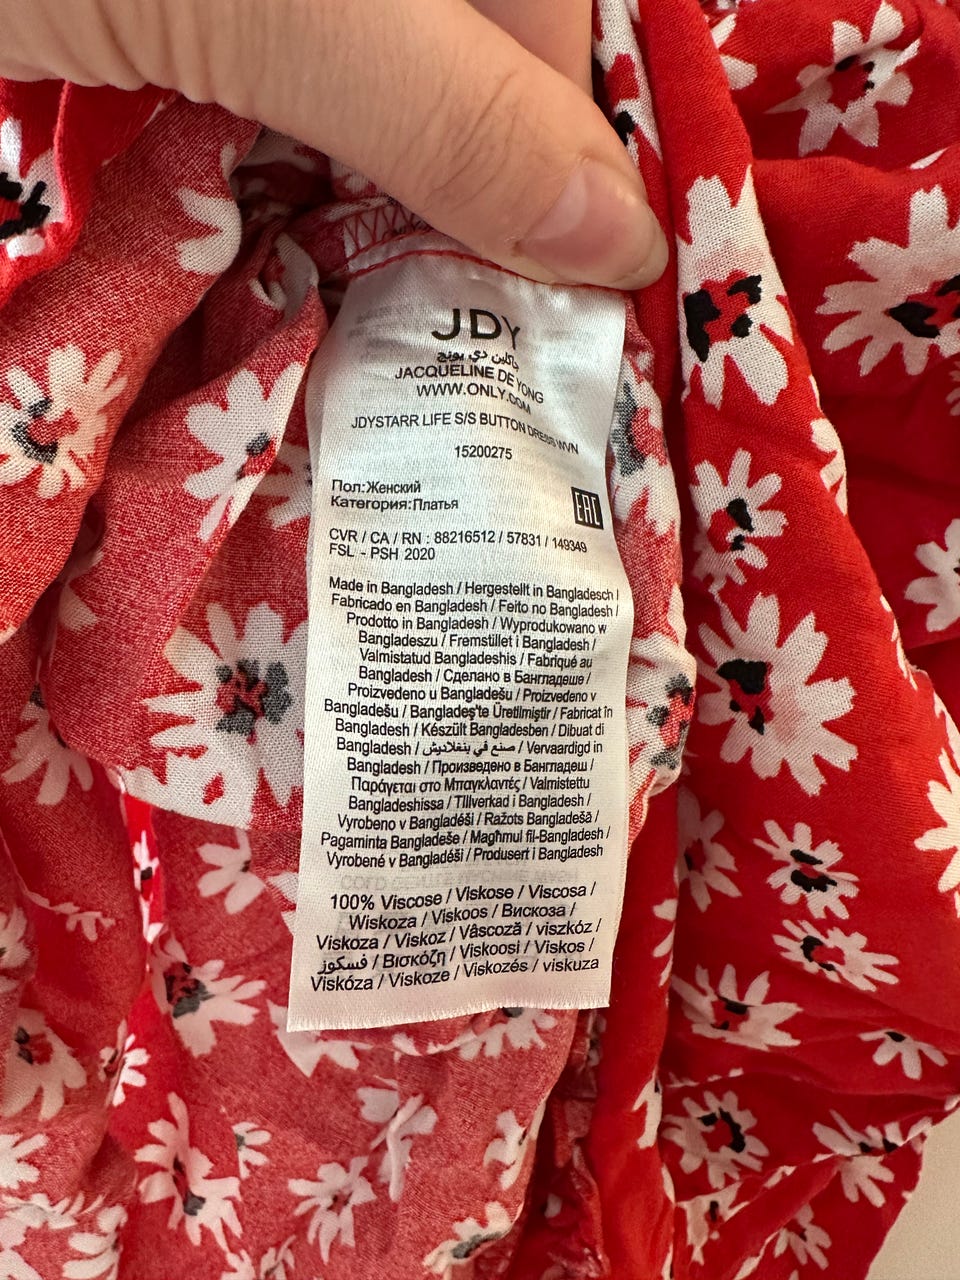 JDY
جاكلين دي يونج
JACQUELINE DE YONG
WWW.ONLY.COM
JDYSTARR LIFE S/S BUTTON DRESS WVN
15200275
Пол:Женский
Категория:Платья
EAC
CVR / CA / RN : 88216512 / 57831 / 149349
FSL - PSH 2020
Made in Bangladesh / Hergestellt in Bangladesch /
Fabricado en Bangladesh / Feito no Bangladesh /
Prodotto in Bangladesh / Wyprodukowano w
Bangladeszu / Fremstillet i Bangladesh /
Valmistatud Bangladeshis / Fabriqué au
Bangladesh / Сделано в Бангладеше /
Proizvedeno u Bangladešu / Proizvedeno v
Bangladešu / Bangladeş'te Üretilmiştir / Fabricat în
Bangladesh / Készült Bangladesben / Dibuat di
Bangladesh / صنع في بنغلاديش / Vervaardigd in
Bangladesh / Произведено в Бангладеш /
Παράγεται στο Μπαγκλαντές / Valmistettu
Bangladeshissa / Tillverkad i Bangladesh /
Vyrobeno v Bangladéši / Ražots Bangladešā /
Pagaminta Bangladeše / Magħmul fil-Bangladesh /
Vyrobené v Bangladéši / Produsert i Bangladesh
100% Viscose / Viskose / Viscosa /
Wiskoza / Viskoos / Вискоза /
Viskoza / Viskoz / Vâscoză / viszkóz /
فسكوز / Βισκόζη / Viskoosi / Viskos /
Viskóza / Viskoze / Viskozės / viskuza